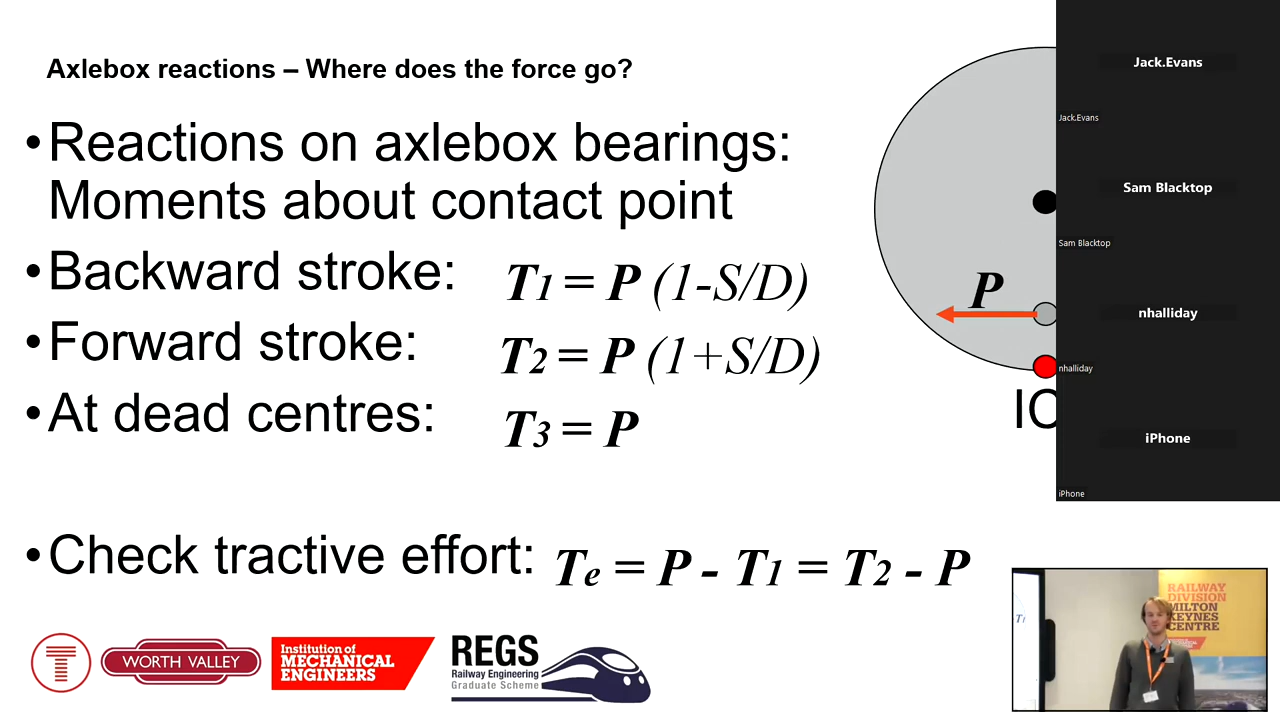 Axlebox reactions – Where does the force go?
•Reactions on axlebox bearings:
Moments about contact point
•Backward stroke: T1 = P (1-S/D)
•Forward stroke: T2 = P (1+S/D)
•At dead centres: T3 = P
•Check tractive effort: Te = P - T1 = T2 - P
P
IC
Jack.Evans
Jack.Evans
Sam Blacktop
Sam Blacktop
nhalliday
nhalliday
iPhone
iPhone
T
WORTH VALLEY
Institution of
MECHANICAL
ENGINEERS
REGS
Railway Engineering
Graduate Scheme
T1
RAILWAY
DIVISION
MILTON
KEYNES
CENTRE